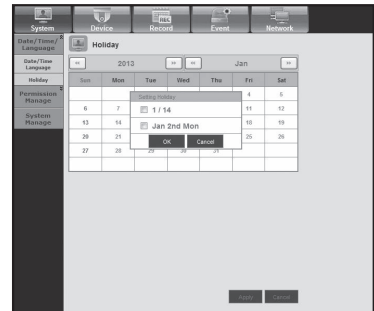 System Device Record Event Network
REC
Date/Time/
Language
Date/Time
Language
Holiday
Permission
Manage
System
Manage
Holiday
<< 2013 >> << Jan >>
Sun Mon Tue Wed Thu Fri Sat
4 5
Setting Holiday
6 7 11 12
1 / 14
13 14 18 19
Jan 2nd Mon
20 21 25 26
OK Cancel
27 28 29 30 31
Apply Cancel